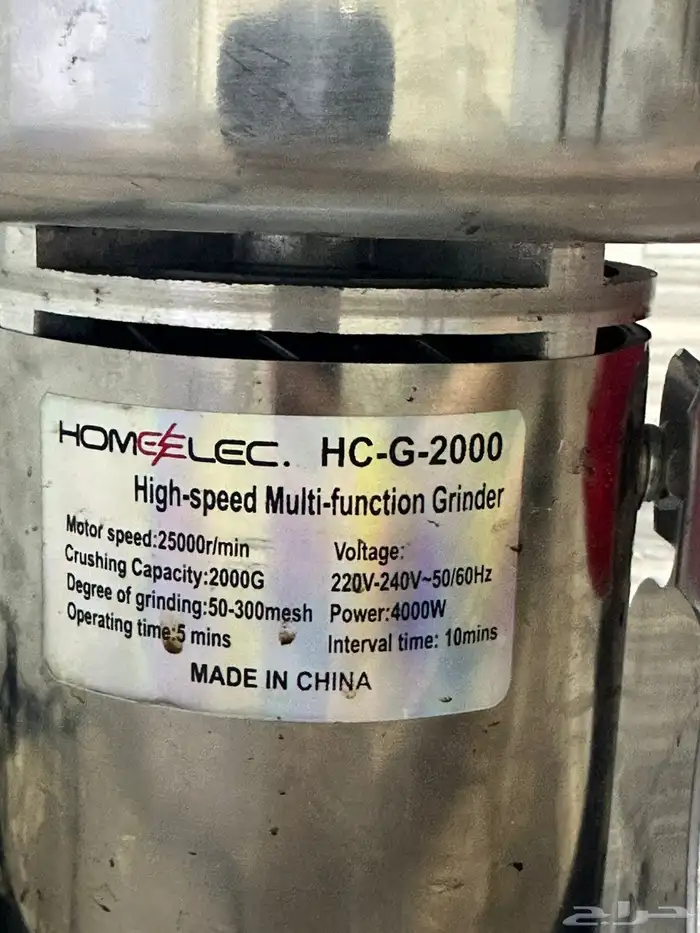 HOMEELEC. HC-G-2000
High-speed Multi-function Grinder
Motor speed:25000r/min
Crushing Capacity:2000G
Degree of grinding:50-300mesh
Operating time:5 mins
Voltage:
220V-240V~50/60Hz
Power:4000W
Interval time: 10mins
MADE IN CHINA
حراج